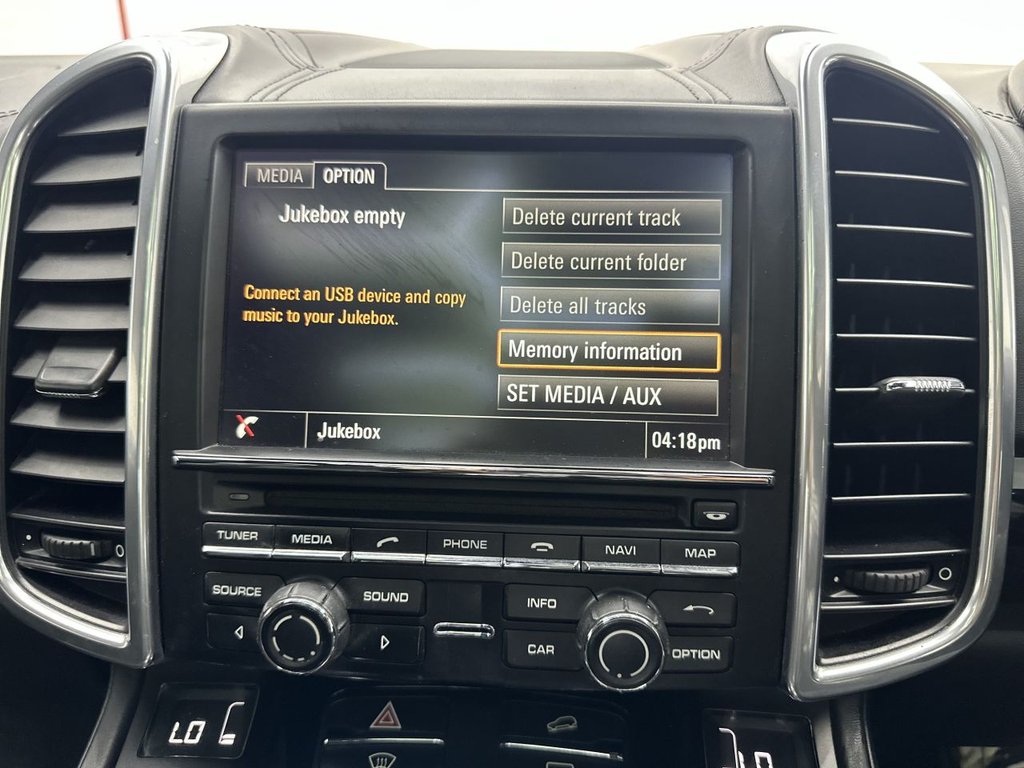 MEDIA OPTION
Jukebox empty
Delete current track
Delete current folder
Connect an USB device and copy
music to your Jukebox.
Delete all tracks
Memory information
SET MEDIA / AUX
Jukebox
04:18pm
TUNER MEDIA PHONE NAVI MAP
SOURCE SOUND INFO
CAR OPTION
LO
LO